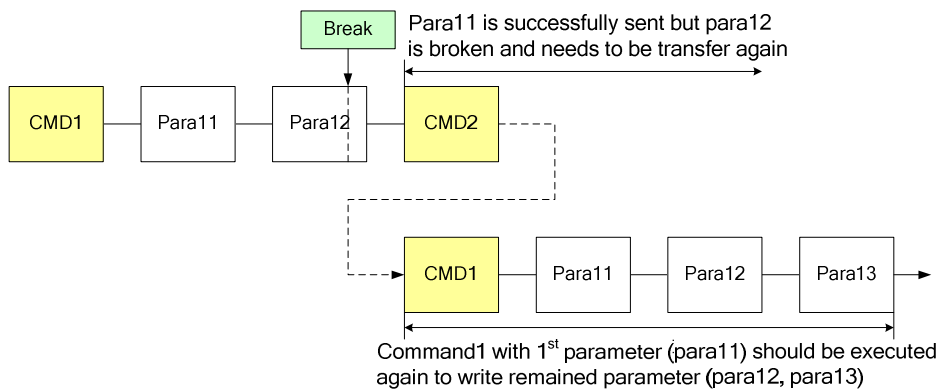 Break
Para11 is successfully sent but para12
is broken and needs to be transfer again
CMD1
Para11
Para12
CMD2
CMD1
Para11
Para12
Para13
Command1 with 1st parameter (para11) should be executed
again to write remained parameter (para12, para13)